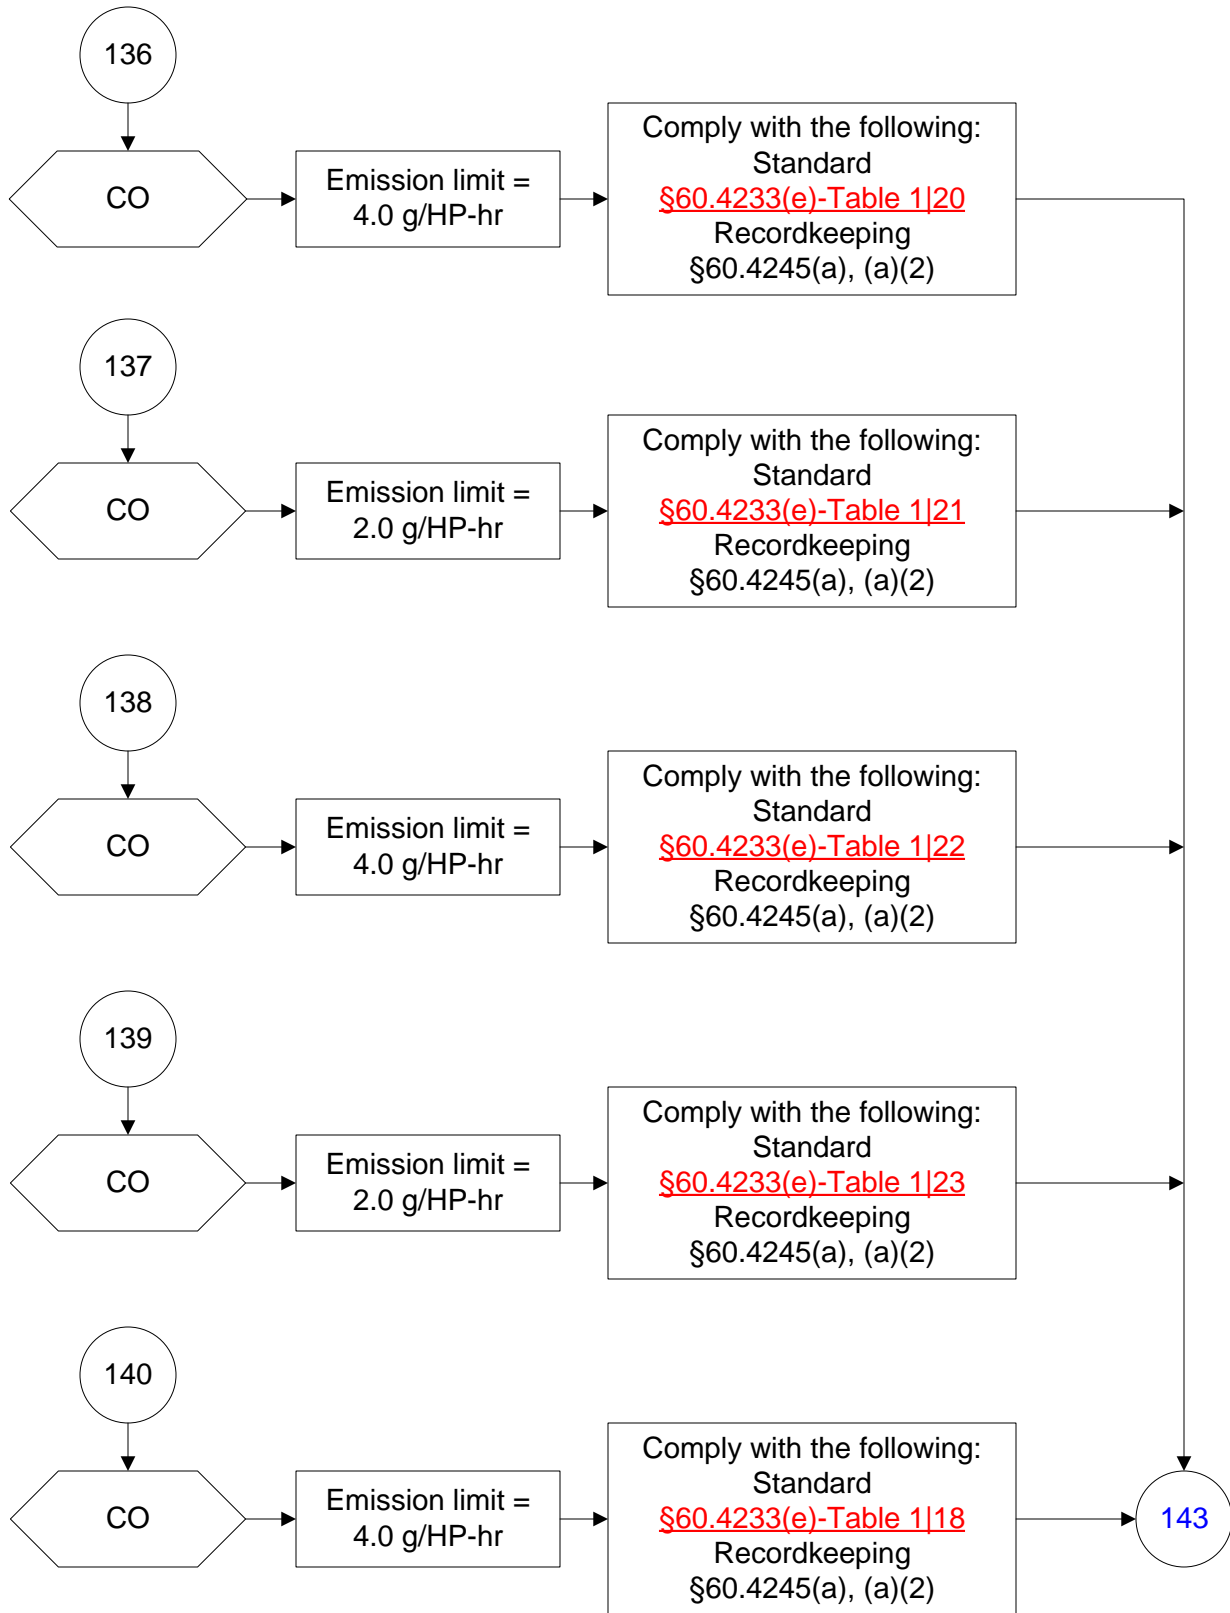 136
CO
Emission limit =
4.0 g/HP-hr
Comply with the following:
Standard
§60.4233(e)-Table 1|20
Recordkeeping
§60.4245(a), (a)(2)
137
CO
Emission limit =
2.0 g/HP-hr
Comply with the following:
Standard
§60.4233(e)-Table 1|21
Recordkeeping
§60.4245(a), (a)(2)
138
CO
Emission limit =
4.0 g/HP-hr
Comply with the following:
Standard
§60.4233(e)-Table 1|22
Recordkeeping
§60.4245(a), (a)(2)
139
CO
Emission limit =
2.0 g/HP-hr
Comply with the following:
Standard
§60.4233(e)-Table 1|23
Recordkeeping
§60.4245(a), (a)(2)
140
CO
Emission limit =
4.0 g/HP-hr
Comply with the following:
Standard
§60.4233(e)-Table 1|18
Recordkeeping
§60.4245(a), (a)(2)
143